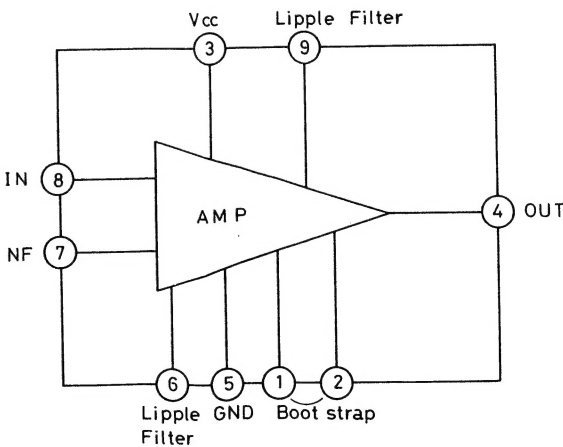 Vcc Lipple Filter
3 9
IN 8
AMP
4 OUT
NF 7
6 5 1 2
Lipple GND Boot strap
Filter